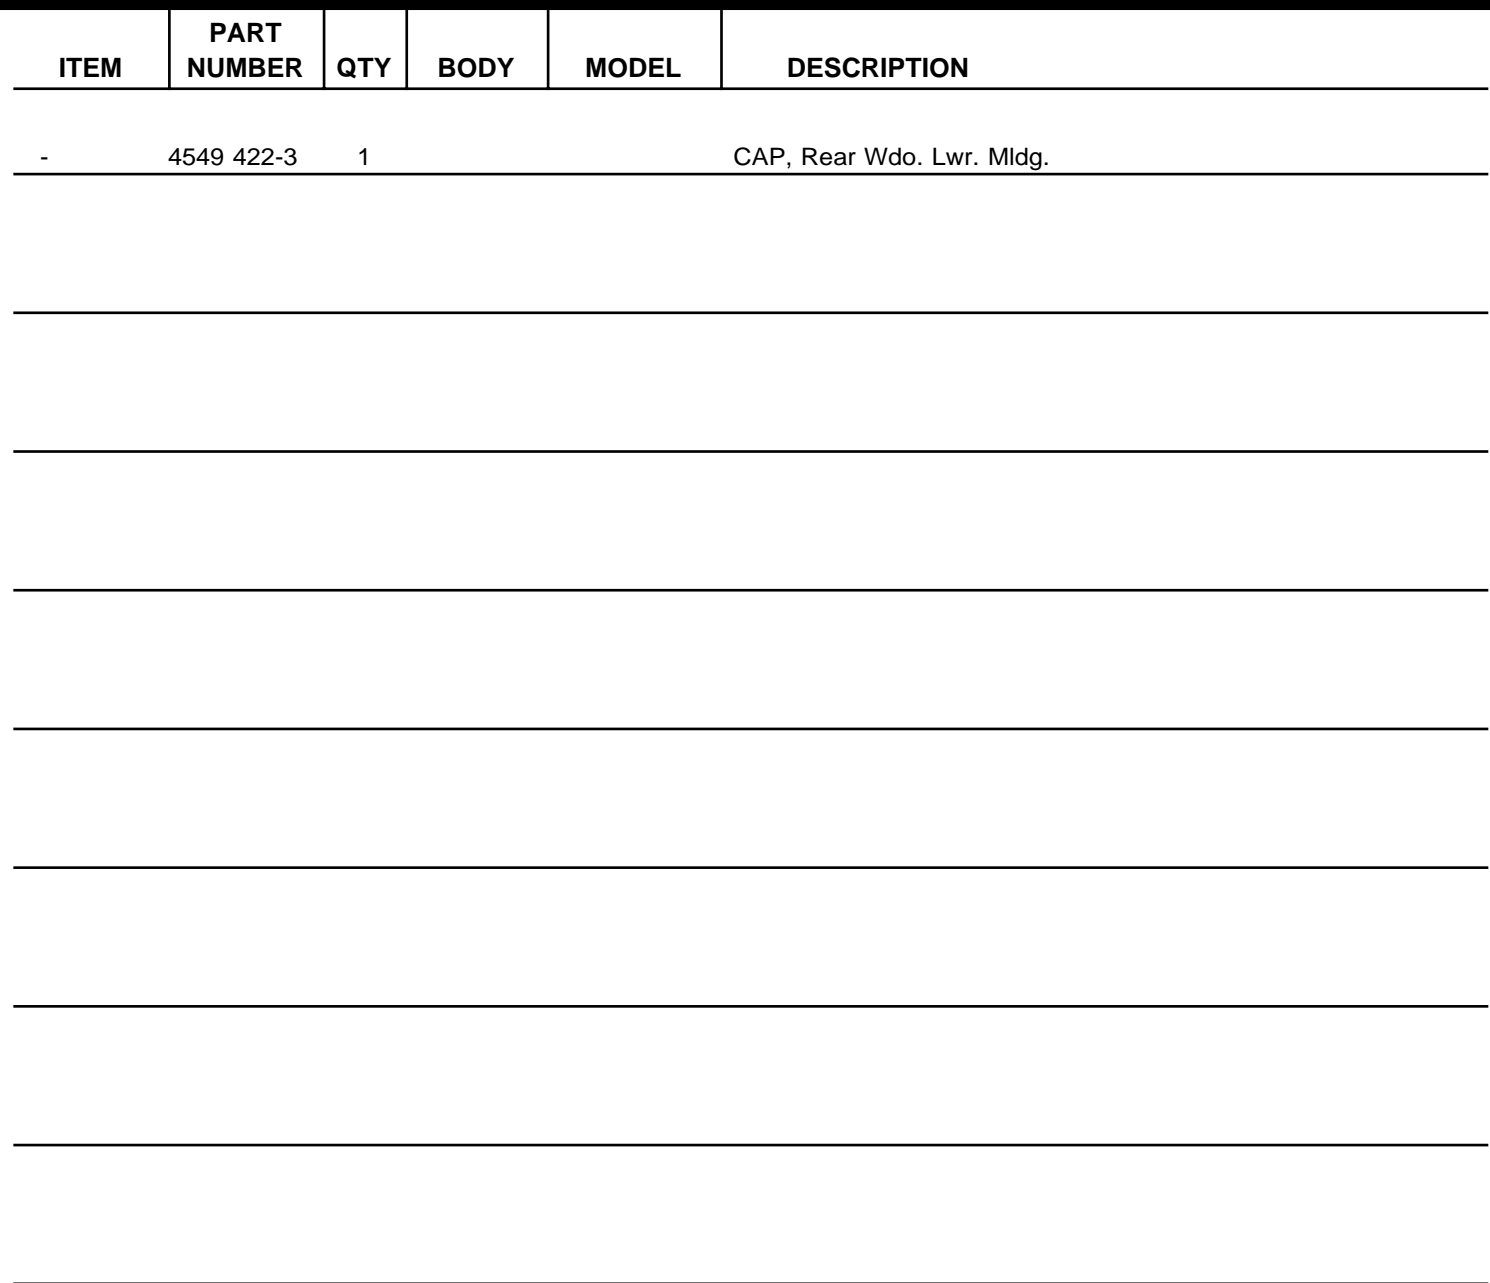 PART
ITEM NUMBER QTY BODY MODEL DESCRIPTION
- 4549 422-3 1 CAP, Rear Wdo. Lwr. Mldg.